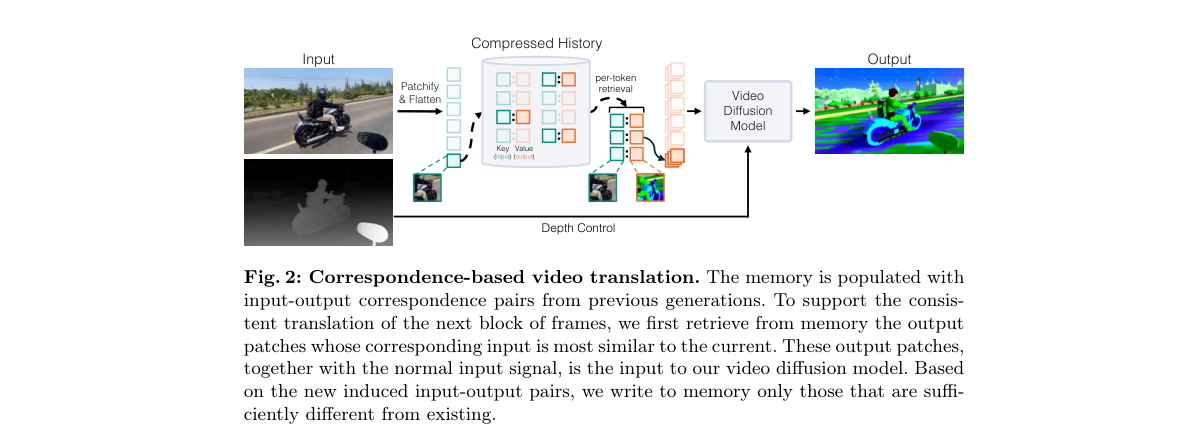 Compressed History
Input
Output
Patchify
& Flatten
per-token
retrieval
Video
Diffusion
Model
Key
Value
(input)
(output)
Depth Control
Fig. 2: Correspondence-based video translation. The memory is populated with
input-output correspondence pairs from previous generations. To support the consis-
tent translation of the next block of frames, we first retrieve from memory the output
patches whose corresponding input is most similar to the current. These output patches,
together with the normal input signal, is the input to our video diffusion model. Based
on the new induced input-output pairs, we write to memory only those that are suffi-
ciently different from existing.